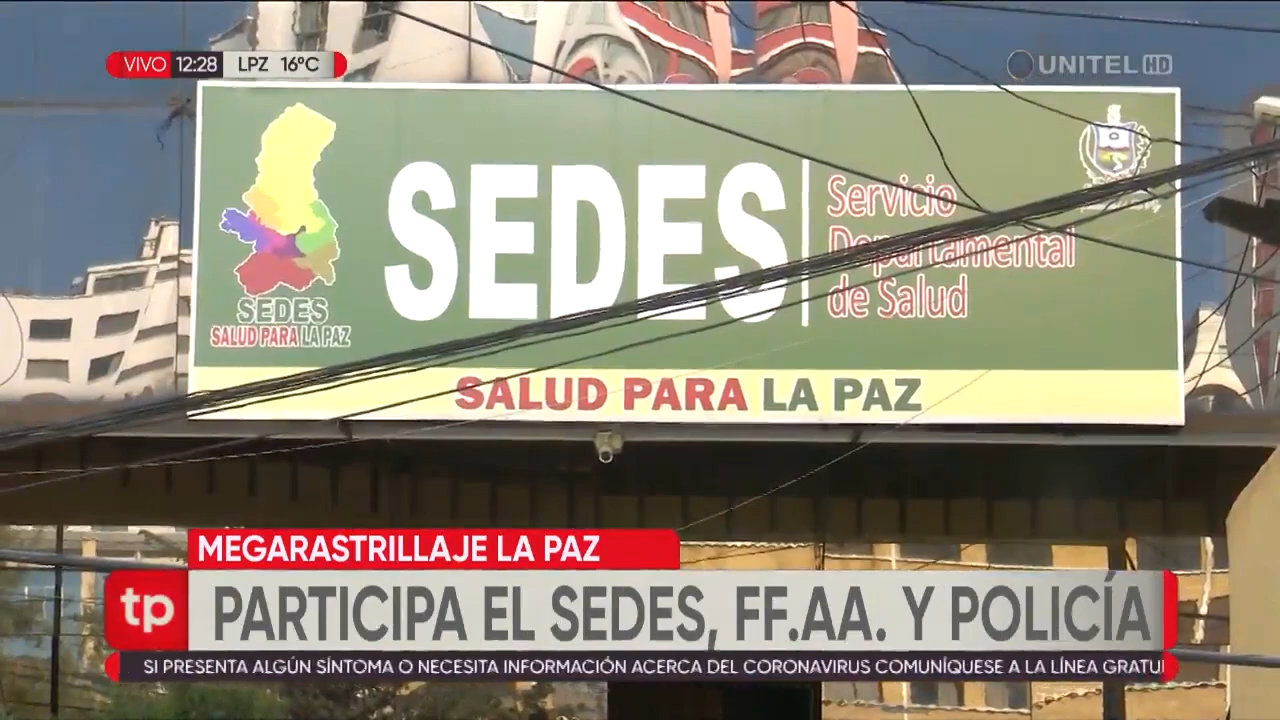 VIVO 12:28 LPZ 16°C
UNITEL HD
SEDES
Servicio
Departamental
de Salud
SEDES
SALUD PARA LA PAZ
SALUD PARA LA PAZ
MEGARASTRILLAJE LA PAZ
tp
PARTICIPA EL SEDES, FF.AA. Y POLICÍA
SI PRESENTA ALGÚN SÍNTOMA O NECESITA INFORMACIÓN ACERCA DEL CORONAVIRUS COMUNÍQUESE A LA LÍNEA GRATUI